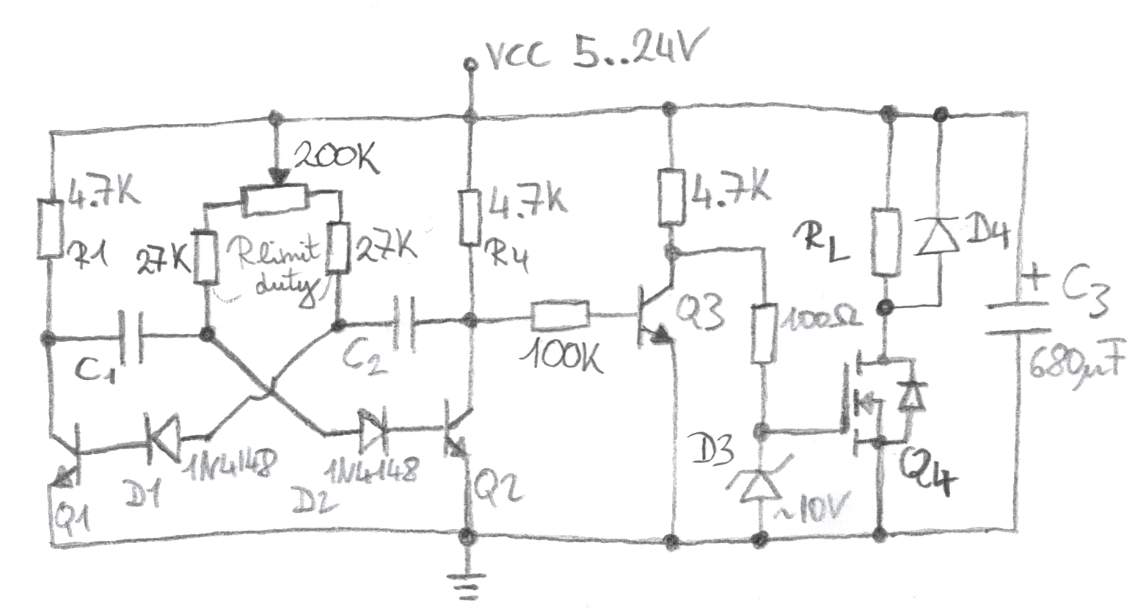 VCC 5..24V
200K
4.7K
R1
27K
Rlimit
duty
27K
4.7K
R4
4.7K
RL
D4
+ C3
680µF
C1
C2
100K
Q3
100Ω
1N4148
D1
Q1
1N4148
D2
Q2
D3
~10V
Q4